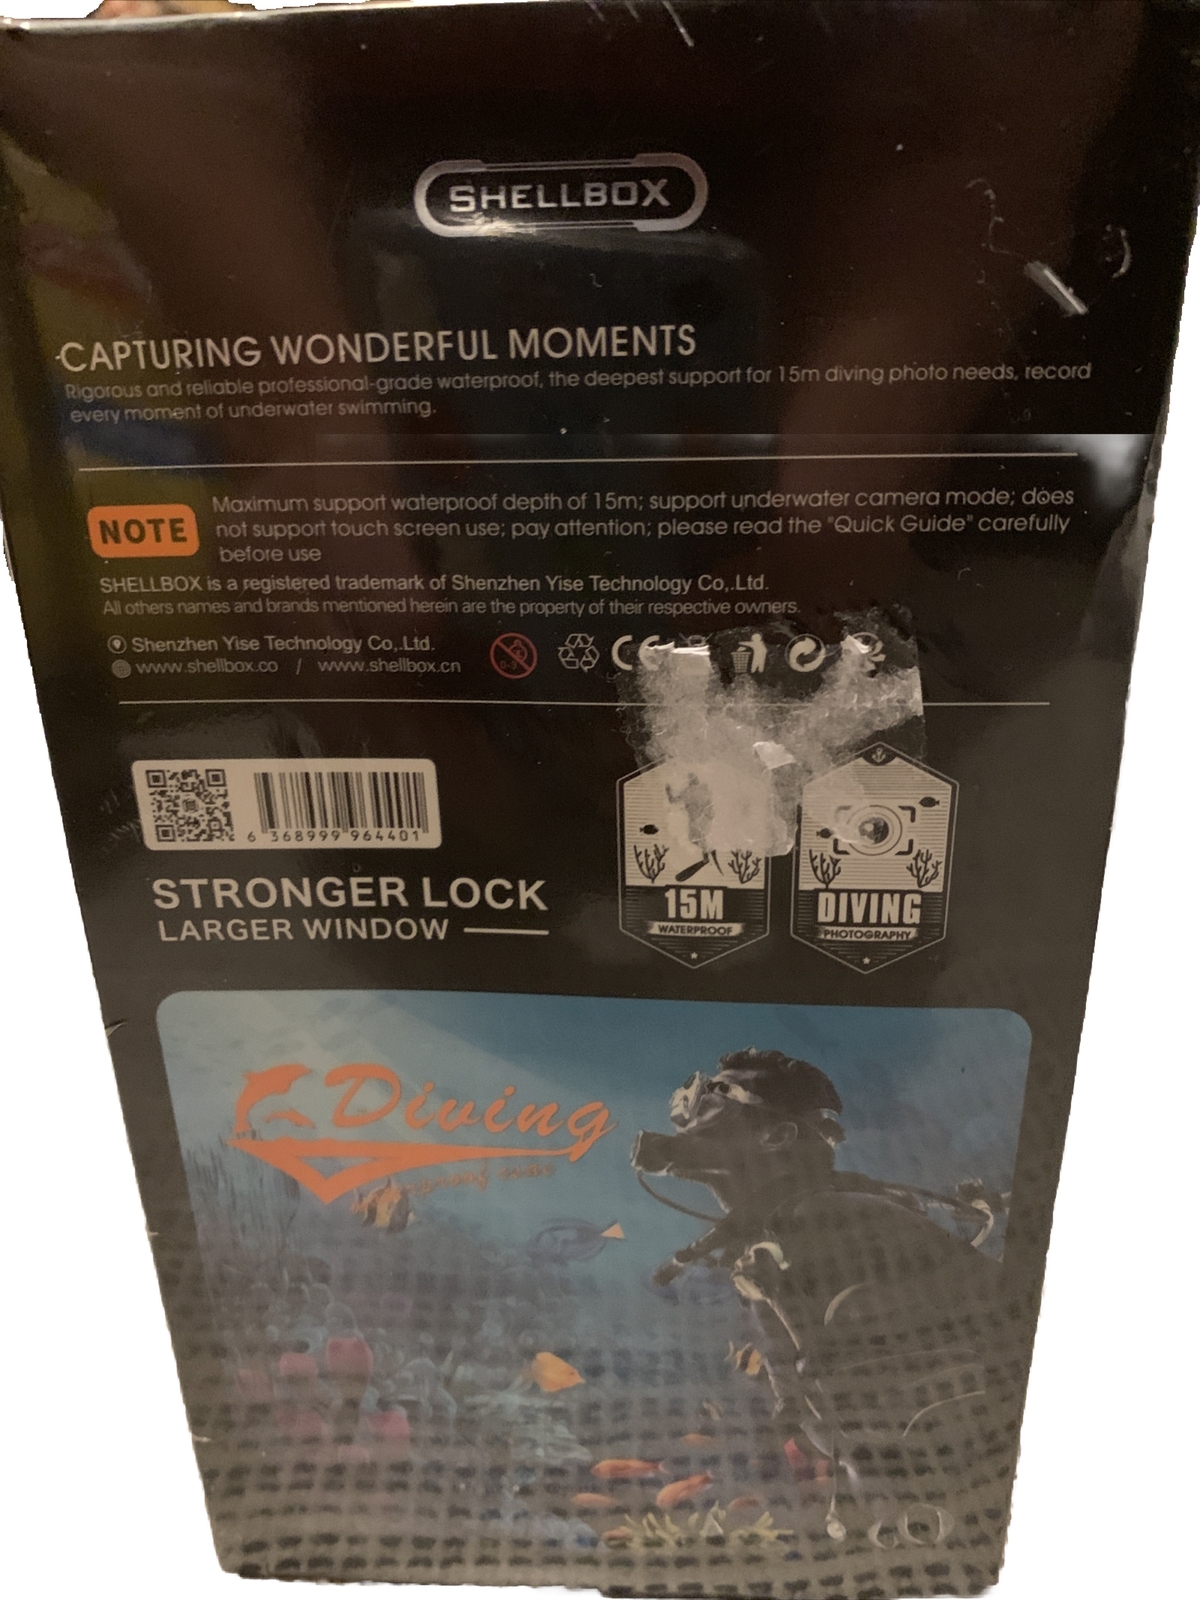 SHELLBOX
CAPTURING WONDERFUL MOMENTS
Rigorous and reliable professional-grade waterproof, the deepest support for 15m diving photo needs, record
every moment of underwater swimming.
NOTE
Maximum support waterproof depth of 15m; support underwater camera mode; does
not support touch screen use; pay attention; please read the "Quick Guide" carefully
before use
SHELLBOX is a registered trademark of Shenzhen Yise Technology Co,.Ltd.
All others names and brands mentioned herein are the property of their respective owners.
Shenzhen Yise Technology Co,.Ltd.
0-3
CE
www.shellbox.co / www.shellbox.cn
6 368999 964401
STRONGER LOCK
LARGER WINDOW
15M
WATERPROOF
DIVING
PHOTOGRAPHY
Diving